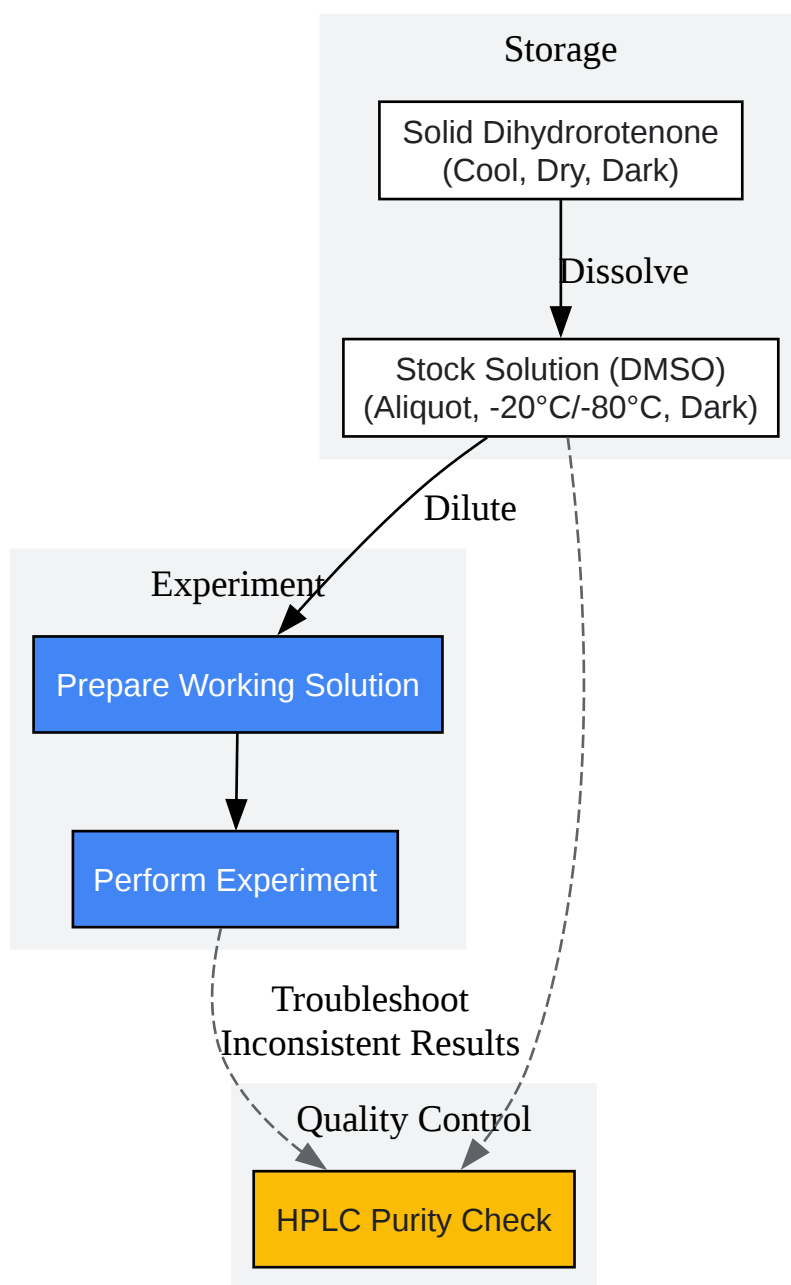 Storage
Solid Dihydrorotenone
(Cool, Dry, Dark)
Dissolve
Stock Solution (DMSO)
(Aliquot, -20°C/-80°C, Dark)
Dilute
Experiment
Prepare Working Solution
Perform Experiment
Troubleshoot
Inconsistent Results
Quality Control
HPLC Purity Check